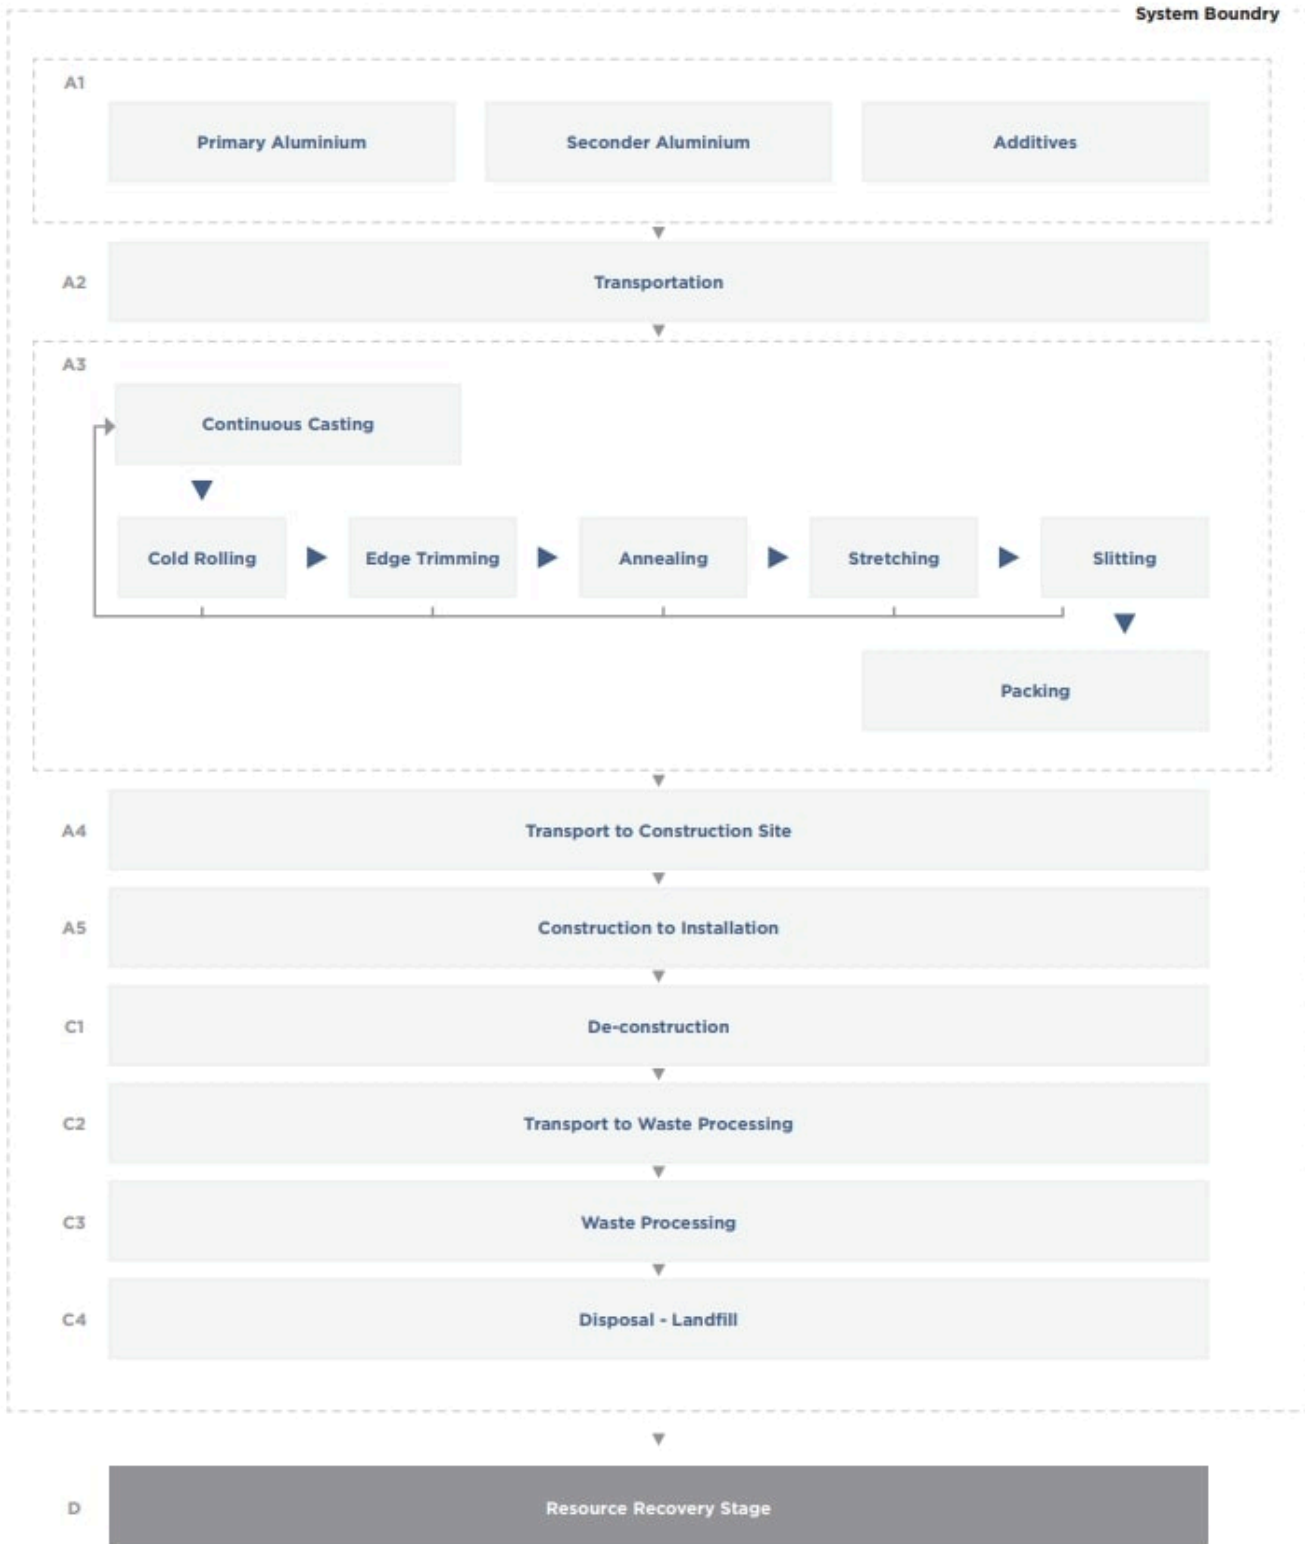 System Boundry
A1
Primary Aluminium
Seconder Aluminium
Additives
A2
Transportation
A3
Continuous Casting
Cold Rolling
Edge Trimming
Annealing
Stretching
Slitting
Packing
A4
Transport to Construction Site
A5
Construction to Installation
C1
De-construction
C2
Transport to Waste Processing
C3
Waste Processing
C4
Disposal - Landfill
D
Resource Recovery Stage